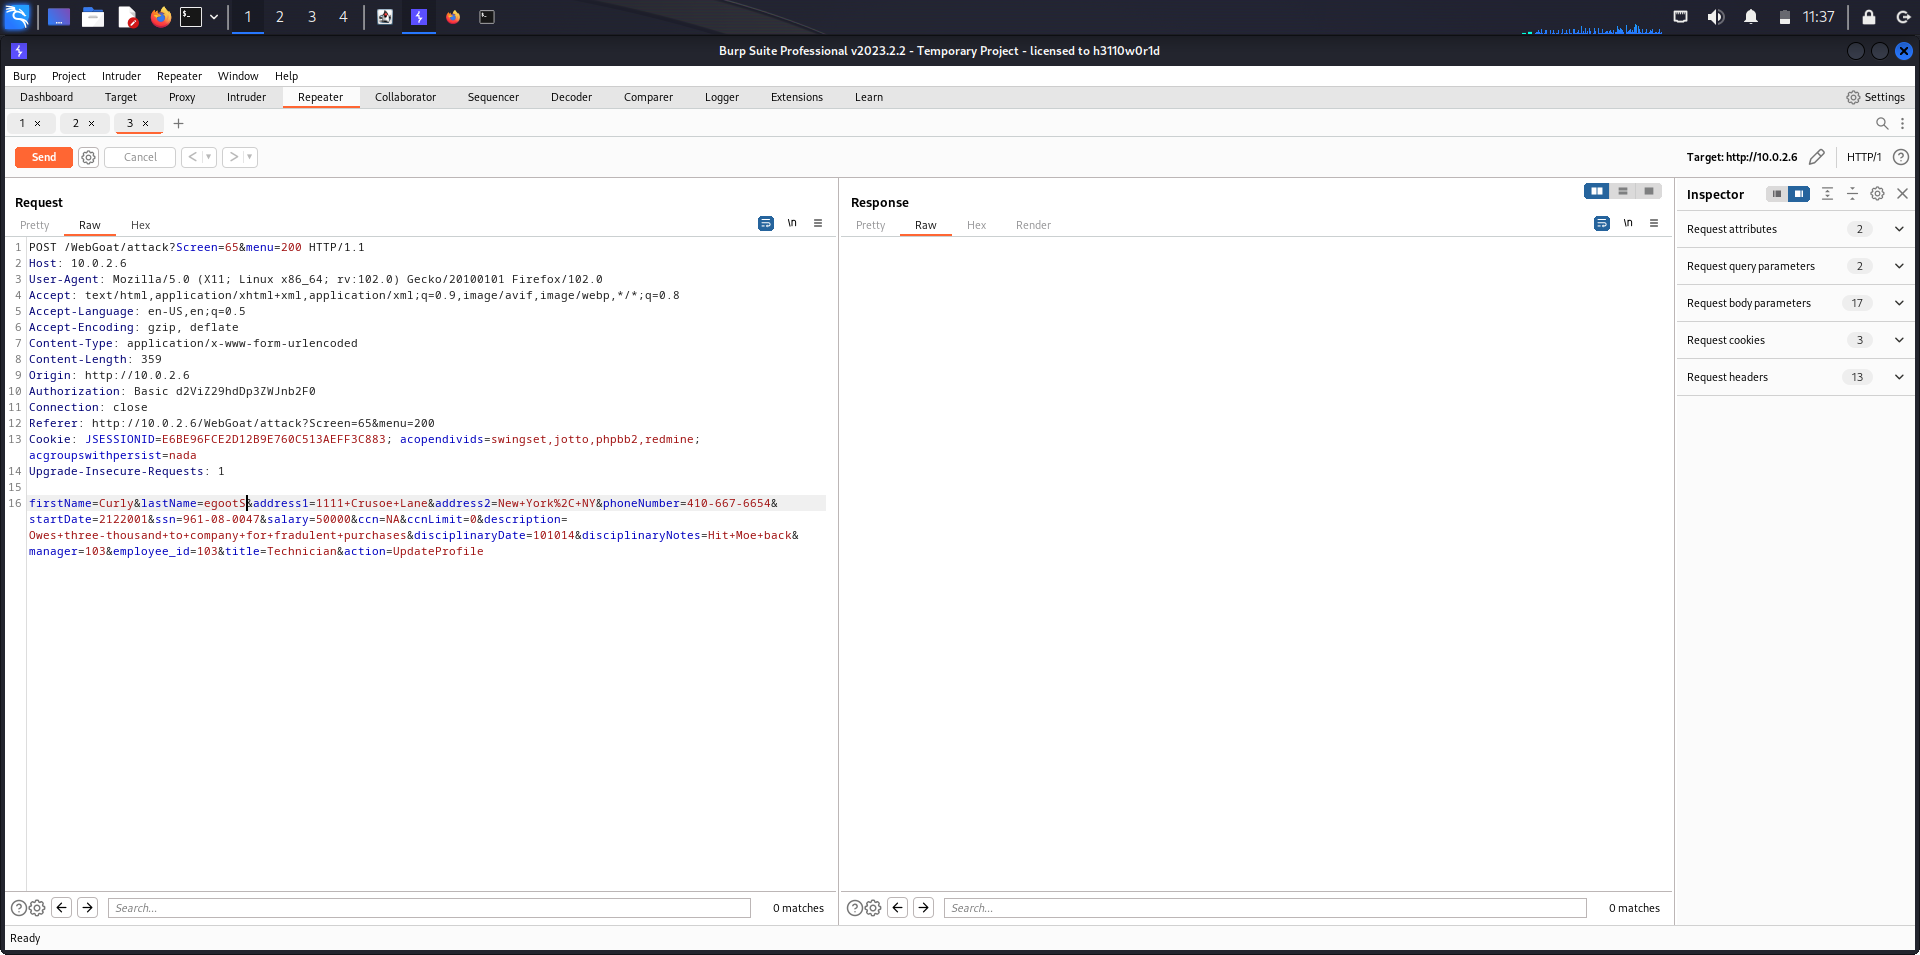 1 2 3 4 11:37
Burp Suite Professional v2023.2.2 - Temporary Project - licensed to h3110w0r1d
Burp Project Intruder Repeater Window Help
Dashboard Target Proxy Intruder Repeater Collaborator Sequencer Decoder Comparer Logger Extensions Learn Settings
1 × 2 × 3 × +
Send Cancel < > Target: http://10.0.2.6 HTTP/1 ?
Request
Pretty Raw Hex \n
1 POST /WebGoat/attack?Screen=65&menu=200 HTTP/1.1
2 Host: 10.0.2.6
3 User-Agent: Mozilla/5.0 (X11; Linux x86_64; rv:102.0) Gecko/20100101 Firefox/102.0
4 Accept: text/html,application/xhtml+xml,application/xml;q=0.9,image/avif,image/webp,*/*;q=0.8
5 Accept-Language: en-US,en;q=0.5
6 Accept-Encoding: gzip, deflate
7 Content-Type: application/x-www-form-urlencoded
8 Content-Length: 359
9 Origin: http://10.0.2.6
10 Authorization: Basic d2ViZ29hdDp3ZWJnb2F0
11 Connection: close
12 Referer: http://10.0.2.6/WebGoat/attack?Screen=65&menu=200
13 Cookie: JSESSIONID=E6BE96FCE2D12B9E760C513AEFF3C883; acopendivids=swingset,jotto,phpbb2,redmine;
acgroupswithpersist=nada
14 Upgrade-Insecure-Requests: 1
15
16 firstName=Curly&lastName=egootS&address1=1111+Crusoe+Lane&address2=New+York%2C+NY&phoneNumber=410-667-6654&
startDate=2122001&ssn=961-08-0047&salary=50000&ccn=NA&ccnLimit=0&description=
Owes+three-thousand+to+company+for+fradulent+purchases&disciplinaryDate=101014&disciplinaryNotes=Hit+Moe+back&
manager=103&employee_id=103&title=Technician&action=UpdateProfile
? Search... 0 matches
Response
Pretty Raw Hex Render \n
? Search... 0 matches
Inspector
Request attributes 2
Request query parameters 2
Request body parameters 17
Request cookies 3
Request headers 13
Ready